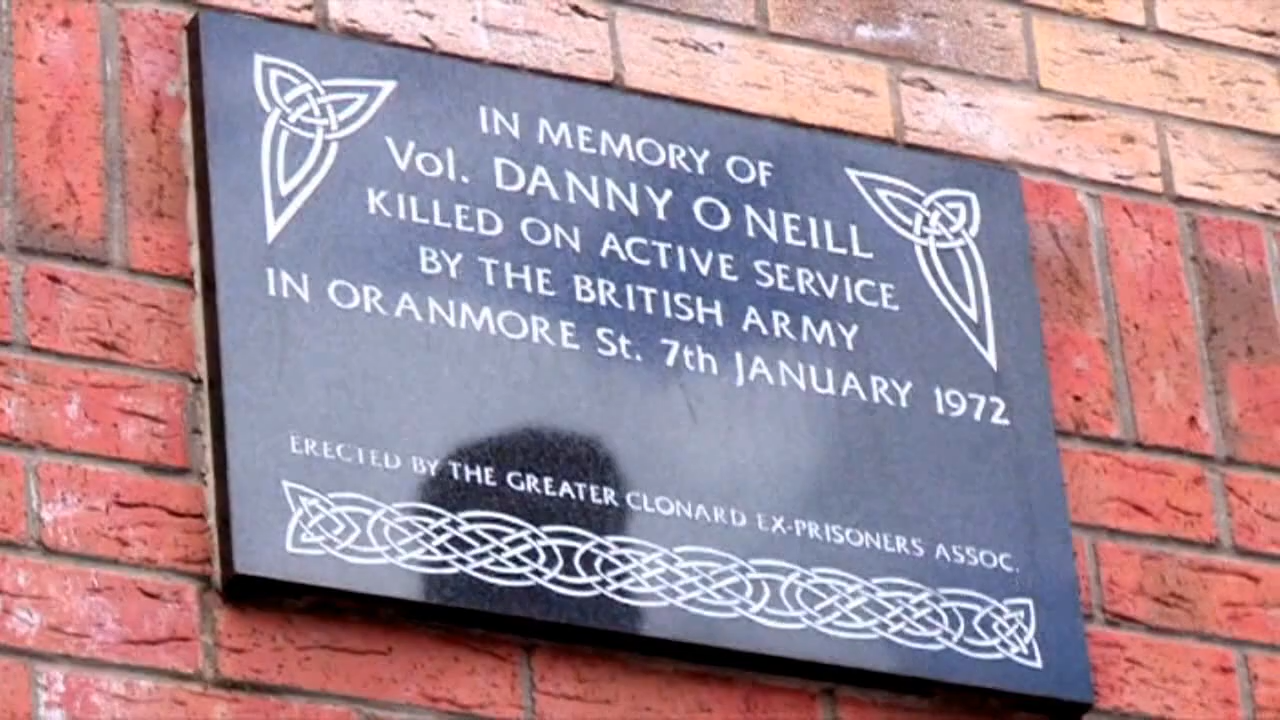 IN MEMORY OF
Vol. DANNY O NEILL
KILLED ON ACTIVE SERVICE
BY THE BRITISH ARMY
IN ORANMORE St. 7th JANUARY 1972
ERECTED BY THE GREATER CLONARD EX-PRISONERS ASSOC.